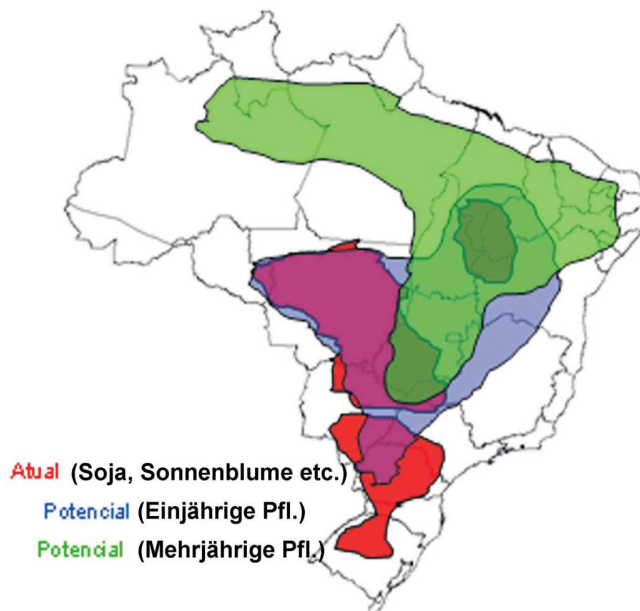 Atual (Soja, Sonnenblume etc.)
Potencial (Einjährige Pfl.)
Potencial (Mehrjährige Pfl.)